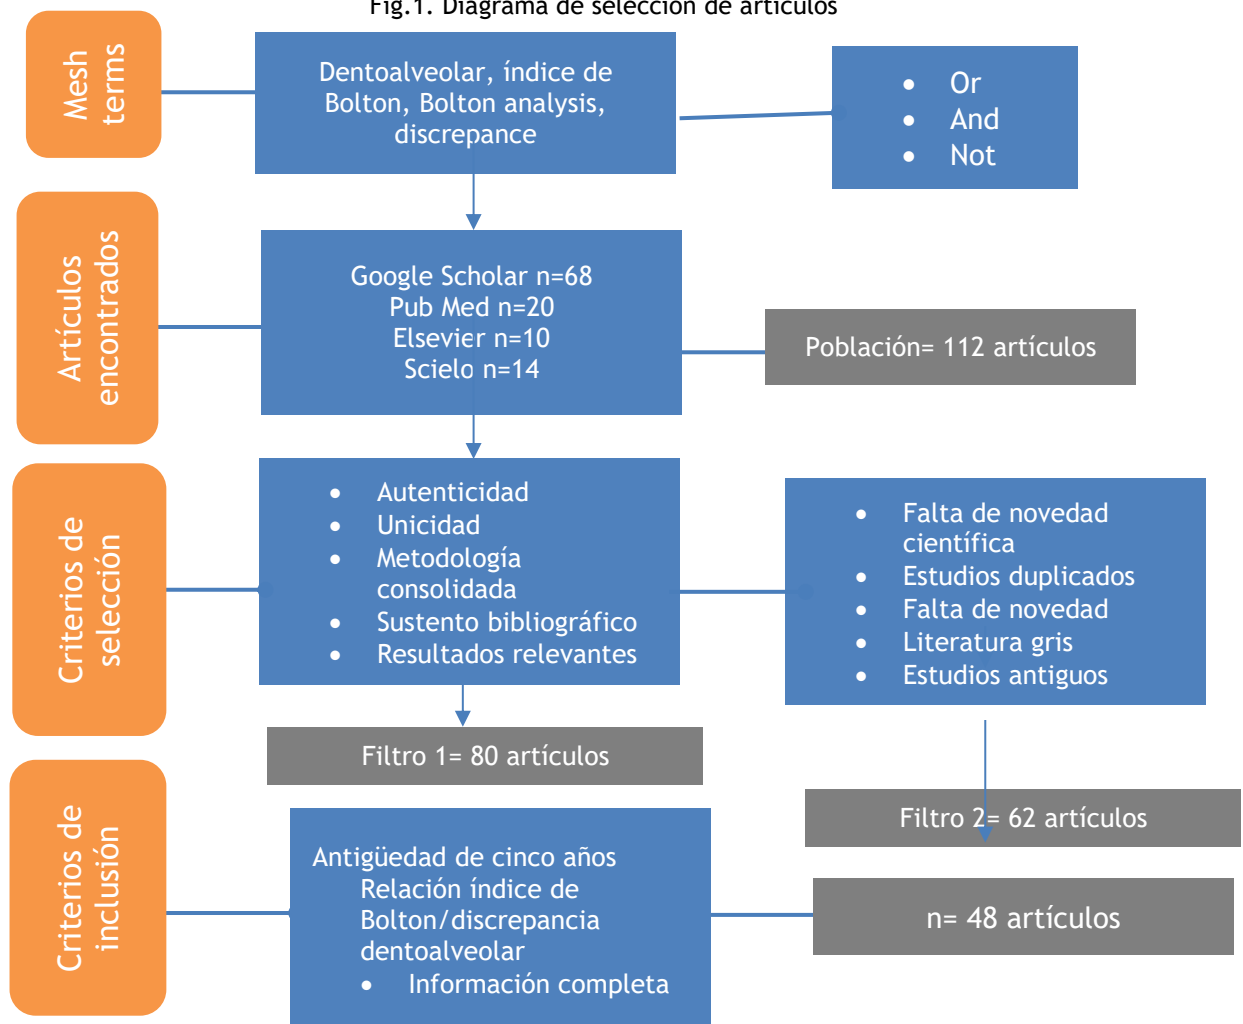 Fig.1. Diagrama de selección de artículos
Mesh
terms
Dentoalveolar, índice de
Bolton, Bolton analysis,
discrepance
• Or
• And
• Not
Artículos
encontrados
Google Scholar n=68
Pub Med n=20
Elsevier n=10
Scielo n=14
Población= 112 artículos
Criterios de
selección
• Autenticidad
• Unicidad
• Metodología
consolidada
• Sustento bibliográfico
• Resultados relevantes
• Falta de novedad
científica
• Estudios duplicados
• Falta de novedad
• Literatura gris
• Estudios antiguos
Filtro 1= 80 artículos
Filtro 2= 62 artículos
Criterios de
inclusión
Antigüedad de cinco años
Relación índice de
Bolton/discrepancia
dentoalveolar
• Información completa
n= 48 artículos